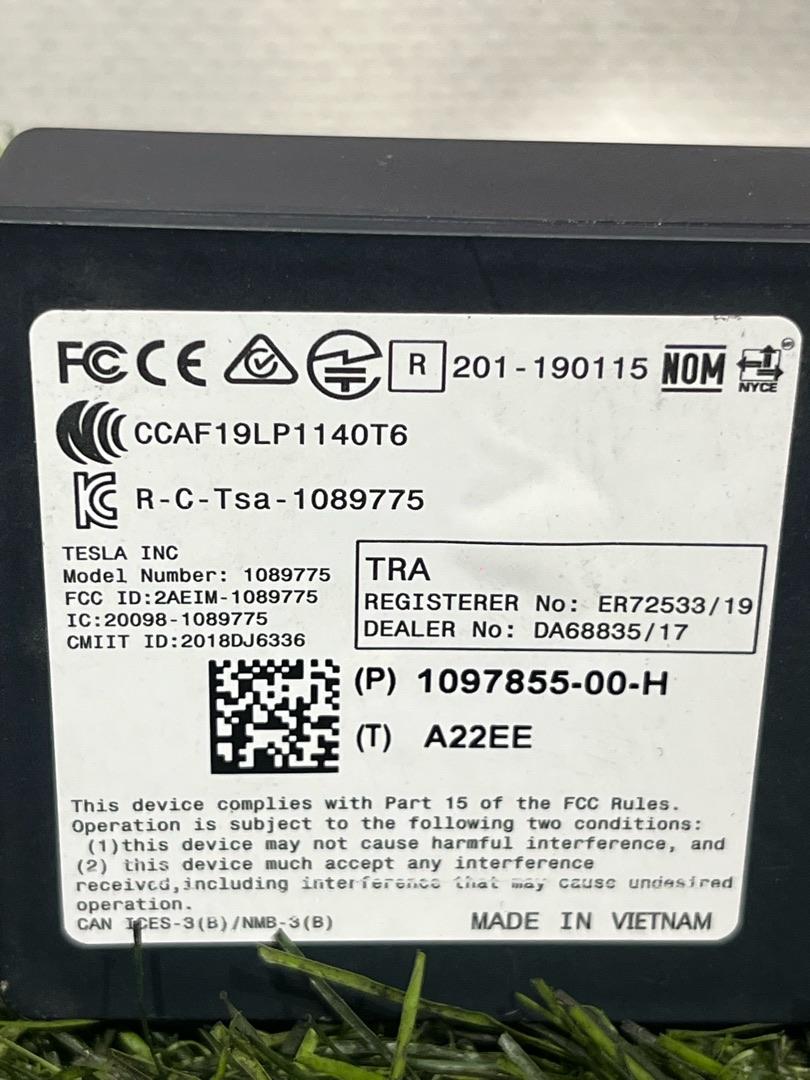 FC CE R 201-190115 NOM NYCE
CCAF19LP1140T6
KC R-C-Tsa-1089775
TESLA INC
Model Number: 1089775
FCC ID:2AEIM-1089775
IC:20098-1089775
CMIIT ID:2018DJ6336
TRA
REGISTERER No: ER72533/19
DEALER No: DA68835/17
(P) 1097855-00-H
(T) A22EE
This device complies with Part 15 of the FCC Rules.
Operation is subject to the following two conditions:
(1)this device may not cause harmful interference, and
(2) this device much accept any interference
received,including interference that may cause undesired
operation.
CAN ICES-3(B)/NMB-3(B)
MADE IN VIETNAM